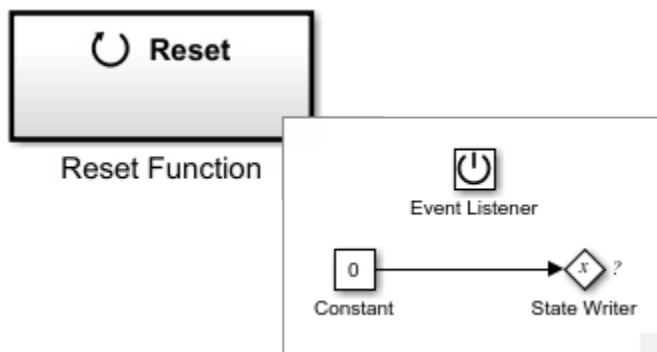 Reset
Reset Function
Event Listener
0
x ?
Constant
State Writer